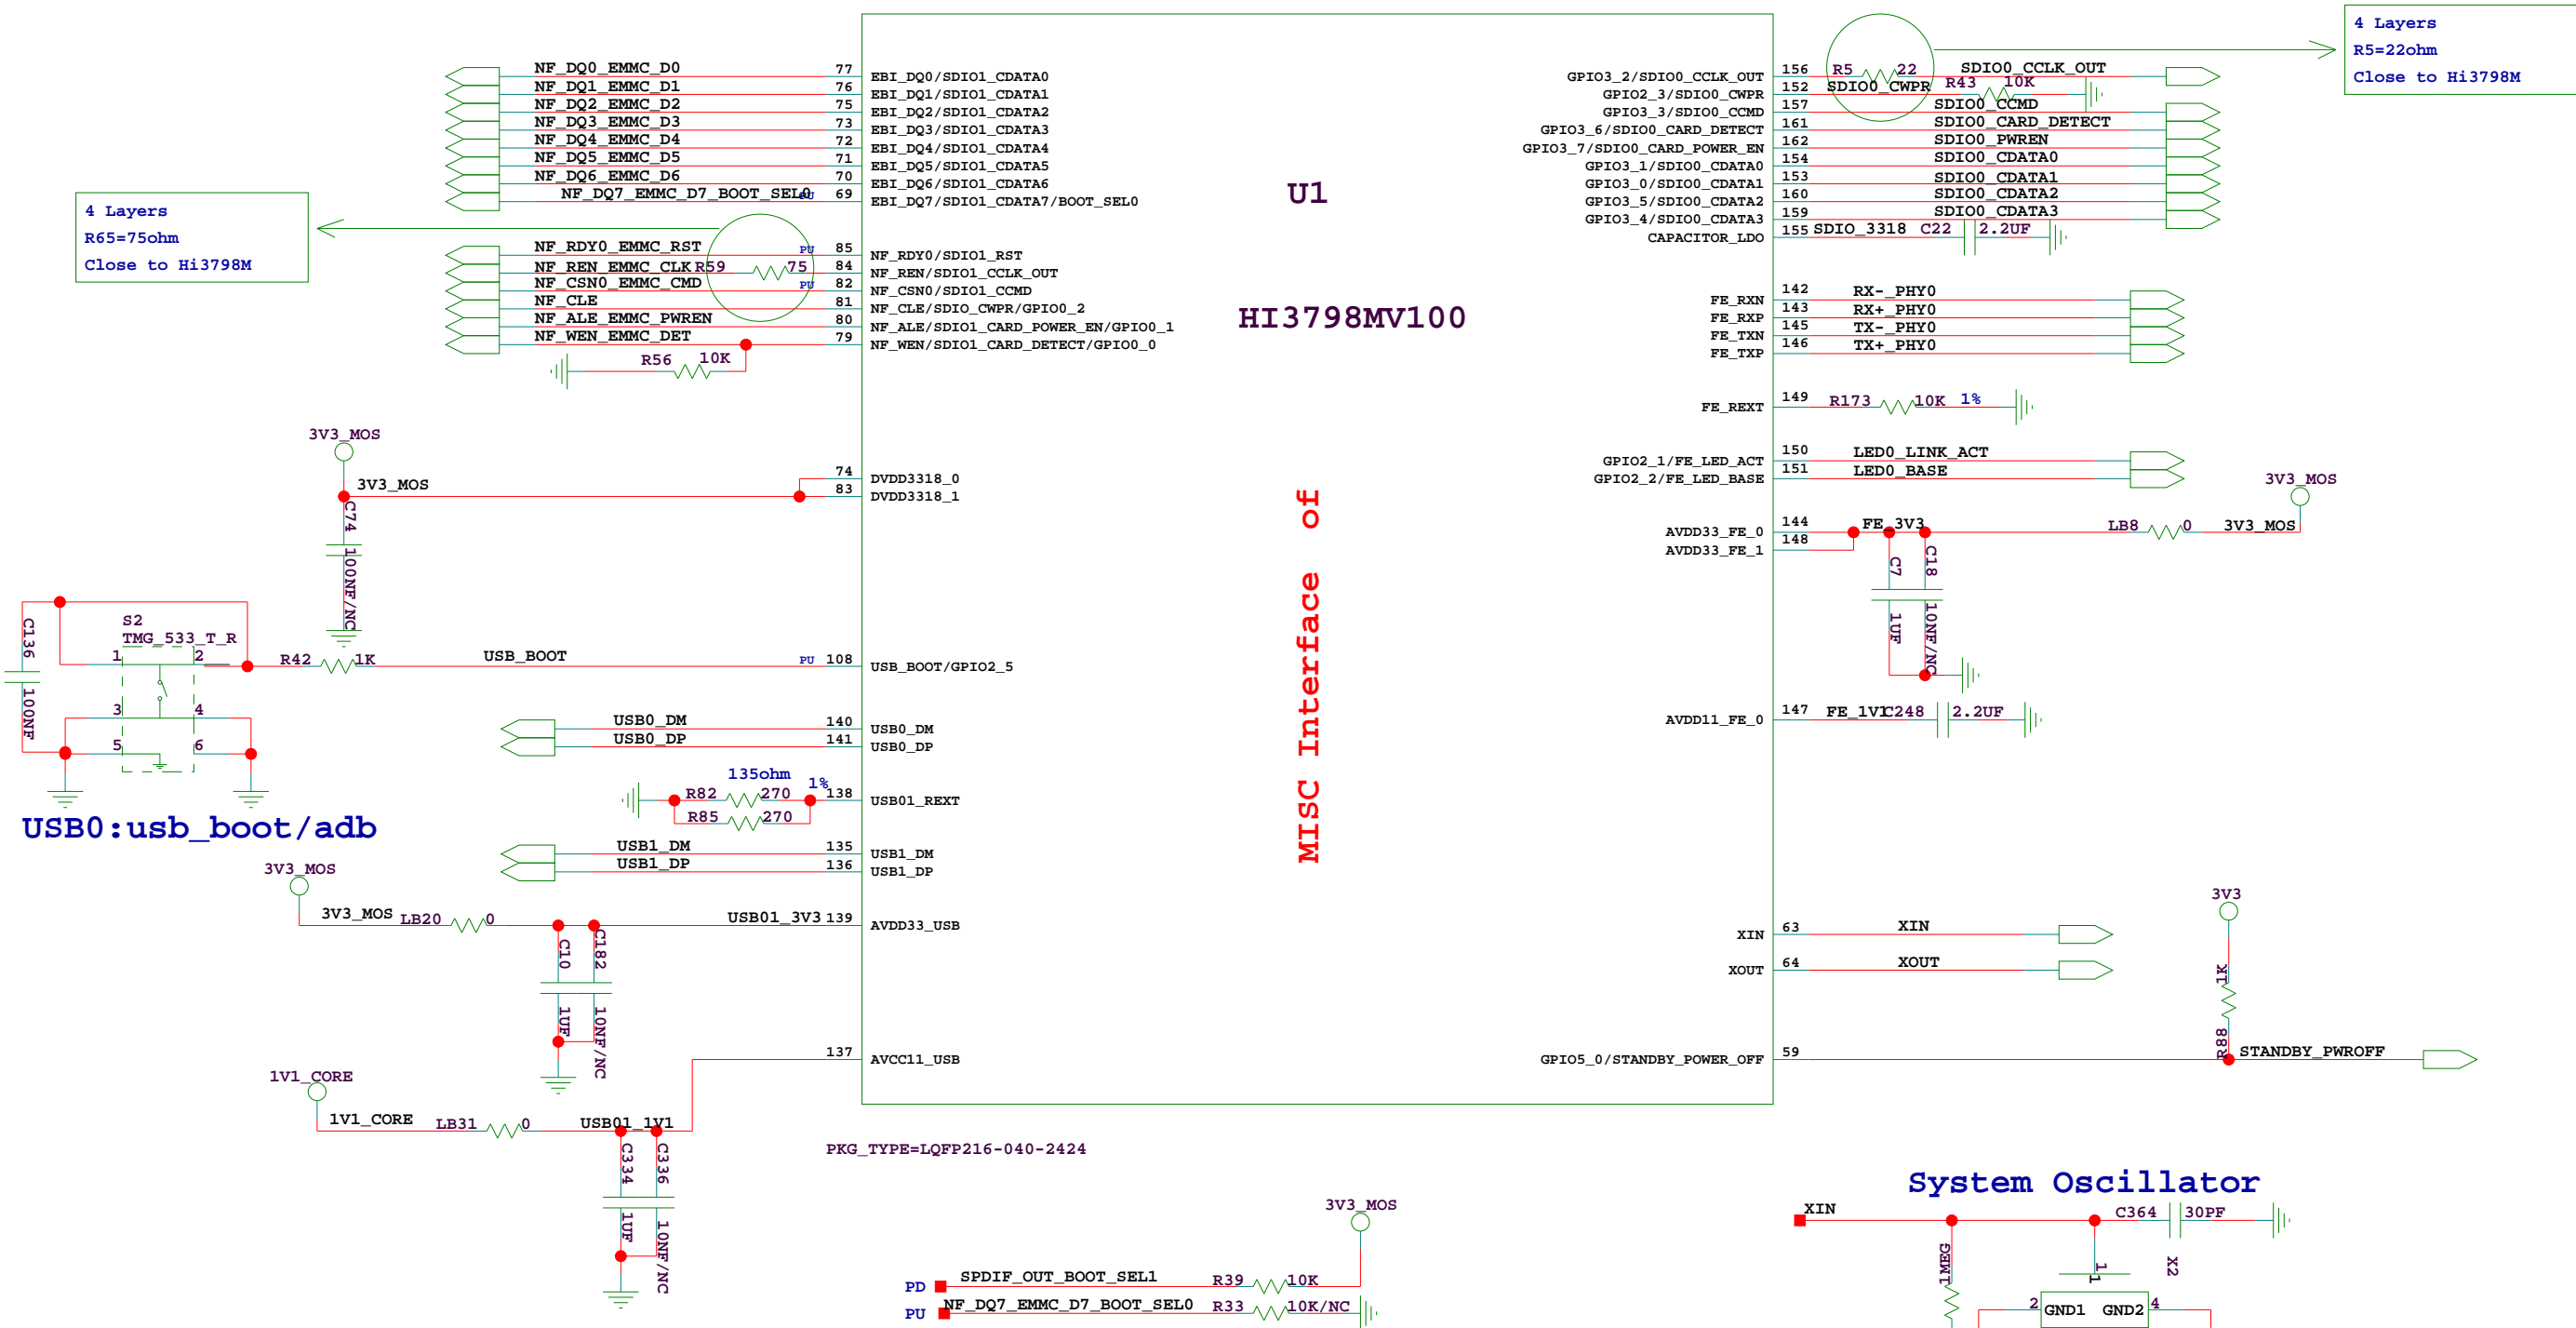 4 Layers
R5=22ohm
Close to Hi3798M
4 Layers
R65=75ohm
Close to Hi3798M
U1
HI3798MV100
MISC Interface of
NF_DQ0_EMMC_D0 77 EBI_DQ0/SDIO1_CDATA0
NF_DQ1_EMMC_D1 76 EBI_DQ1/SDIO1_CDATA1
NF_DQ2_EMMC_D2 75 EBI_DQ2/SDIO1_CDATA2
NF_DQ3_EMMC_D3 73 EBI_DQ3/SDIO1_CDATA3
NF_DQ4_EMMC_D4 72 EBI_DQ4/SDIO1_CDATA4
NF_DQ5_EMMC_D5 71 EBI_DQ5/SDIO1_CDATA5
NF_DQ6_EMMC_D6 70 EBI_DQ6/SDIO1_CDATA6
NF_DQ7_EMMC_D7_BOOT_SEL0 PU 69 EBI_DQ7/SDIO1_CDATA7/BOOT_SEL0
NF_RDY0_EMMC_RST PU 85 NF_RDY0/SDIO1_RST
NF_REN_EMMC_CLK R59 75 84 NF_REN/SDIO1_CCLK_OUT
NF_CSN0_EMMC_CMD PU 82 NF_CSN0/SDIO1_CCMD
NF_CLE 81 NF_CLE/SDIO_CWPR/GPIO0_2
NF_ALE_EMMC_PWREN 80 NF_ALE/SDIO1_CARD_POWER_EN/GPIO0_1
NF_WEN_EMMC_DET 79 NF_WEN/SDIO1_CARD_DETECT/GPIO0_0
R56 10K
3V3_MOS
3V3_MOS
74 DVDD3318_0
83 DVDD3318_1
C74
100NF/NC
C136
100NF
S2
TMG_533_T_R
1 2
3 4
5 6
R42 1K USB_BOOT PU 108 USB_BOOT/GPIO2_5
USB0_DM 140 USB0_DM
USB0_DP 141 USB0_DP
135ohm 1%
R82 270 138 USB01_REXT
R85 270
USB0:usb_boot/adb
USB1_DM 135 USB1_DM
USB1_DP 136 USB1_DP
3V3_MOS
3V3_MOS LB20 0 USB01_3V3 139 AVDD33_USB
C10 C182
1UF 10NF/NC
137 AVCC11_USB
1V1_CORE
1V1_CORE LB31 0 USB01_1V1
C334 C336
1UF 10NF/NC
PKG_TYPE=LQFP216-040-2424
GPIO3_2/SDIO0_CCLK_OUT 156 R5 22 SDIO0_CCLK_OUT
GPIO2_3/SDIO0_CWPR 152 SDIO0_CWPR R43 10K
GPIO3_3/SDIO0_CCMD 157 SDIO0_CCMD
GPIO3_6/SDIO0_CARD_DETECT 161 SDIO0_CARD_DETECT
GPIO3_7/SDIO0_CARD_POWER_EN 162 SDIO0_PWREN
GPIO3_1/SDIO0_CDATA0 154 SDIO0_CDATA0
GPIO3_0/SDIO0_CDATA1 153 SDIO0_CDATA1
GPIO3_5/SDIO0_CDATA2 160 SDIO0_CDATA2
GPIO3_4/SDIO0_CDATA3 159 SDIO0_CDATA3
CAPACITOR_LDO 155 SDIO_3318 C22 2.2UF
FE_RXN 142 RX-_PHY0
FE_RXP 143 RX+_PHY0
FE_TXN 145 TX-_PHY0
FE_TXP 146 TX+_PHY0
FE_REXT 149 R173 10K 1%
GPIO2_1/FE_LED_ACT 150 LED0_LINK_ACT
GPIO2_2/FE_LED_BASE 151 LED0_BASE
3V3_MOS
AVDD33_FE_0 144 FE_3V3 LB8 0 3V3_MOS
AVDD33_FE_1 148
C7 C18
1UF 10NF/NC
AVDD11_FE_0 147 FE_1V1 C248 2.2UF
XIN 63 XIN
XOUT 64 XOUT
3V3
1K
R88
GPIO5_0/STANDBY_POWER_OFF 59 STANDBY_PWROFF
3V3_MOS
PD SPDIF_OUT_BOOT_SEL1 R39 10K
PU NF_DQ7_EMMC_D7_BOOT_SEL0 R33 10K/NC
System Oscillator
XIN C364 30PF
1MEG
1 1 X2
2 GND1 GND2 4